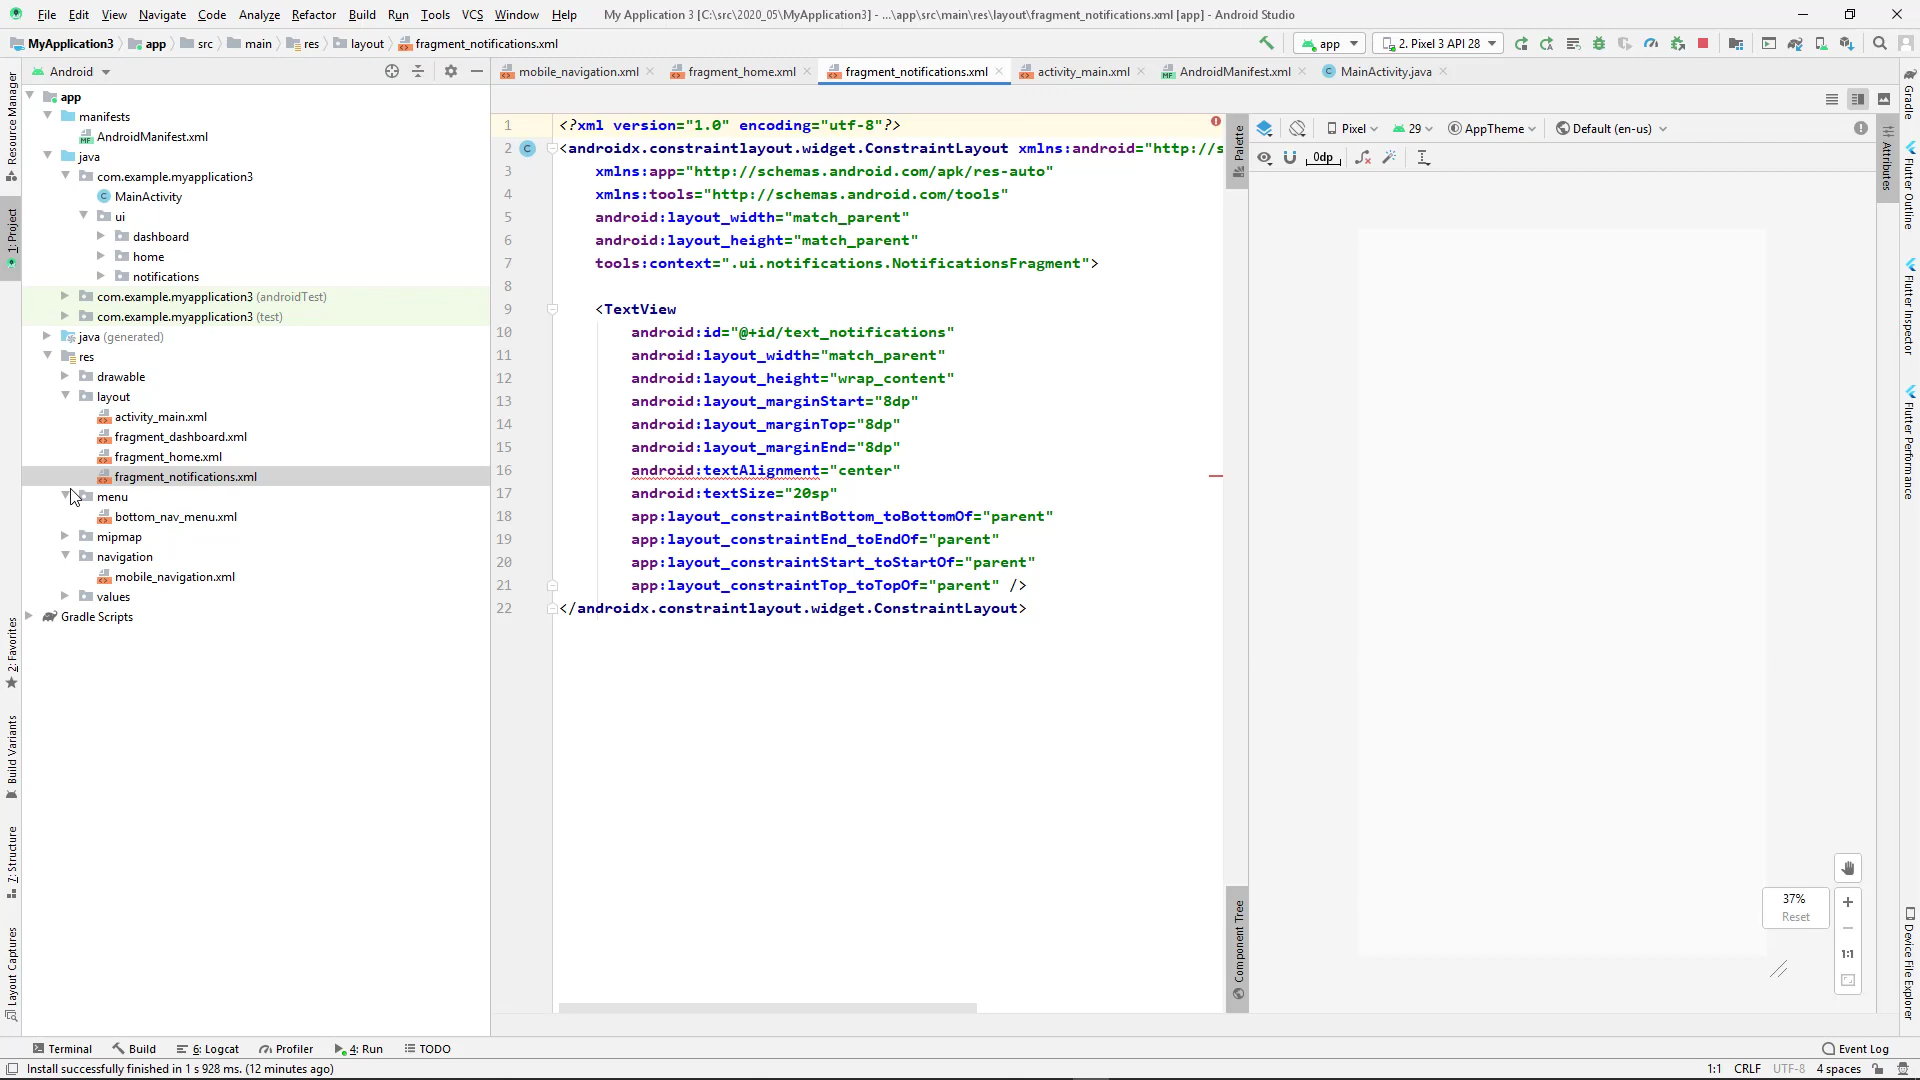 File Edit View Navigate Code Analyze Refactor Build Run Tools VCS Window Help My Application 3 [C:\src\2020_05\MyApplication3] - ...\app\src\main\res\layout\fragment_notifications.xml [app] - Android Studio
MyApplication3 app src main res layout fragment_notifications.xml app 2. Pixel 3 API 28
Android
mobile_navigation.xml fragment_home.xml fragment_notifications.xml activity_main.xml AndroidManifest.xml MainActivity.java
app
manifests
AndroidManifest.xml
java
com.example.myapplication3
MainActivity
ui
dashboard
home
notifications
com.example.myapplication3 (androidTest)
com.example.myapplication3 (test)
java (generated)
res
drawable
layout
activity_main.xml
fragment_dashboard.xml
fragment_home.xml
fragment_notifications.xml
menu
bottom_nav_menu.xml
mipmap
navigation
mobile_navigation.xml
values
Gradle Scripts
1 <?xml version="1.0" encoding="utf-8"?>
2 <androidx.constraintlayout.widget.ConstraintLayout xmlns:android="http://s
3 xmlns:app="http://schemas.android.com/apk/res-auto"
4 xmlns:tools="http://schemas.android.com/tools"
5 android:layout_width="match_parent"
6 android:layout_height="match_parent"
7 tools:context=".ui.notifications.NotificationsFragment">
8
9 <TextView
10 android:id="@+id/text_notifications"
11 android:layout_width="match_parent"
12 android:layout_height="wrap_content"
13 android:layout_marginStart="8dp"
14 android:layout_marginTop="8dp"
15 android:layout_marginEnd="8dp"
16 android:textAlignment="center"
17 android:textSize="20sp"
18 app:layout_constraintBottom_toBottomOf="parent"
19 app:layout_constraintEnd_toEndOf="parent"
20 app:layout_constraintStart_toStartOf="parent"
21 app:layout_constraintTop_toTopOf="parent" />
22 </androidx.constraintlayout.widget.ConstraintLayout>
Pixel 29 AppTheme Default (en-us)
0dp
37%
Reset
1:1
Resource Manager
1: Project
2: Favorites
Build Variants
7: Structure
Layout Captures
Palette
Component Tree
Attributes
Gradle
Flutter Outline
Flutter Inspector
Flutter Performance
Device File Explorer
Terminal Build 6: Logcat Profiler 4: Run TODO Event Log
Install successfully finished in 1 s 928 ms. (12 minutes ago) 1:1 CRLF UTF-8 4 spaces